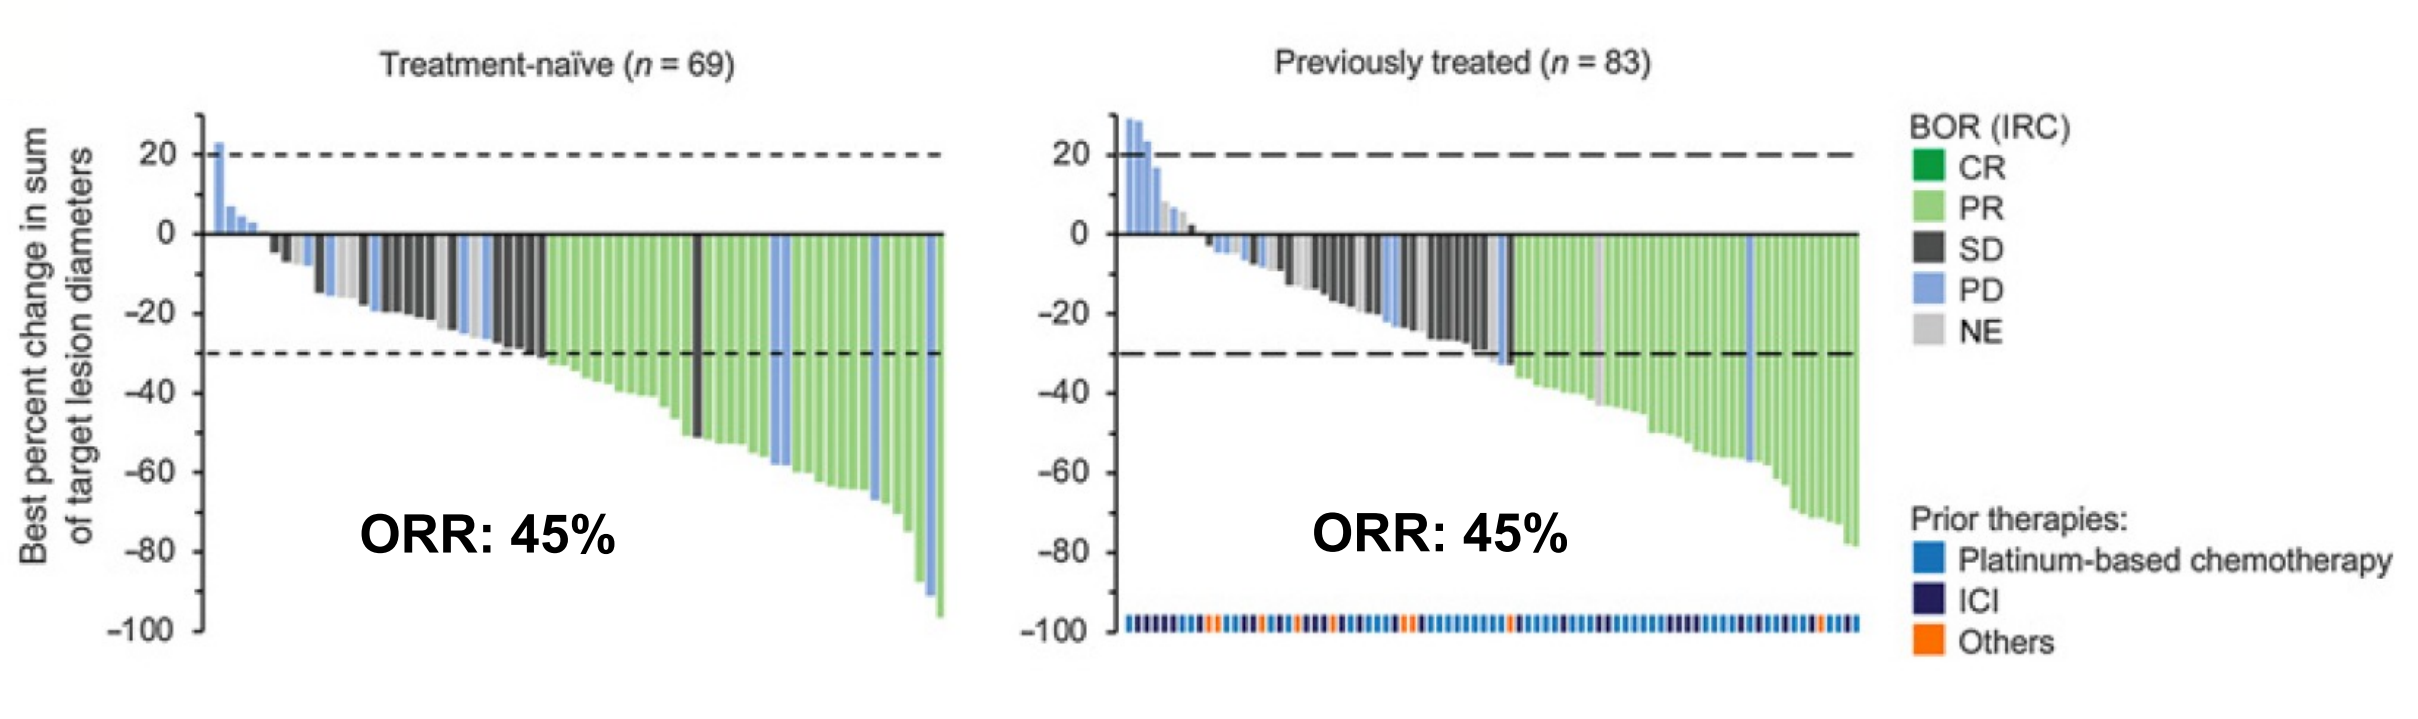 Treatment-naïve (n = 69)
Best percent change in sum
of target lesion diameters
20
0
–20
–40
–60
–80
–100
ORR: 45%
Previously treated (n = 83)
20
0
–20
–40
–60
–80
–100
ORR: 45%
BOR (IRC)
CR
PR
SD
PD
NE
Prior therapies:
Platinum-based chemotherapy
ICI
Others